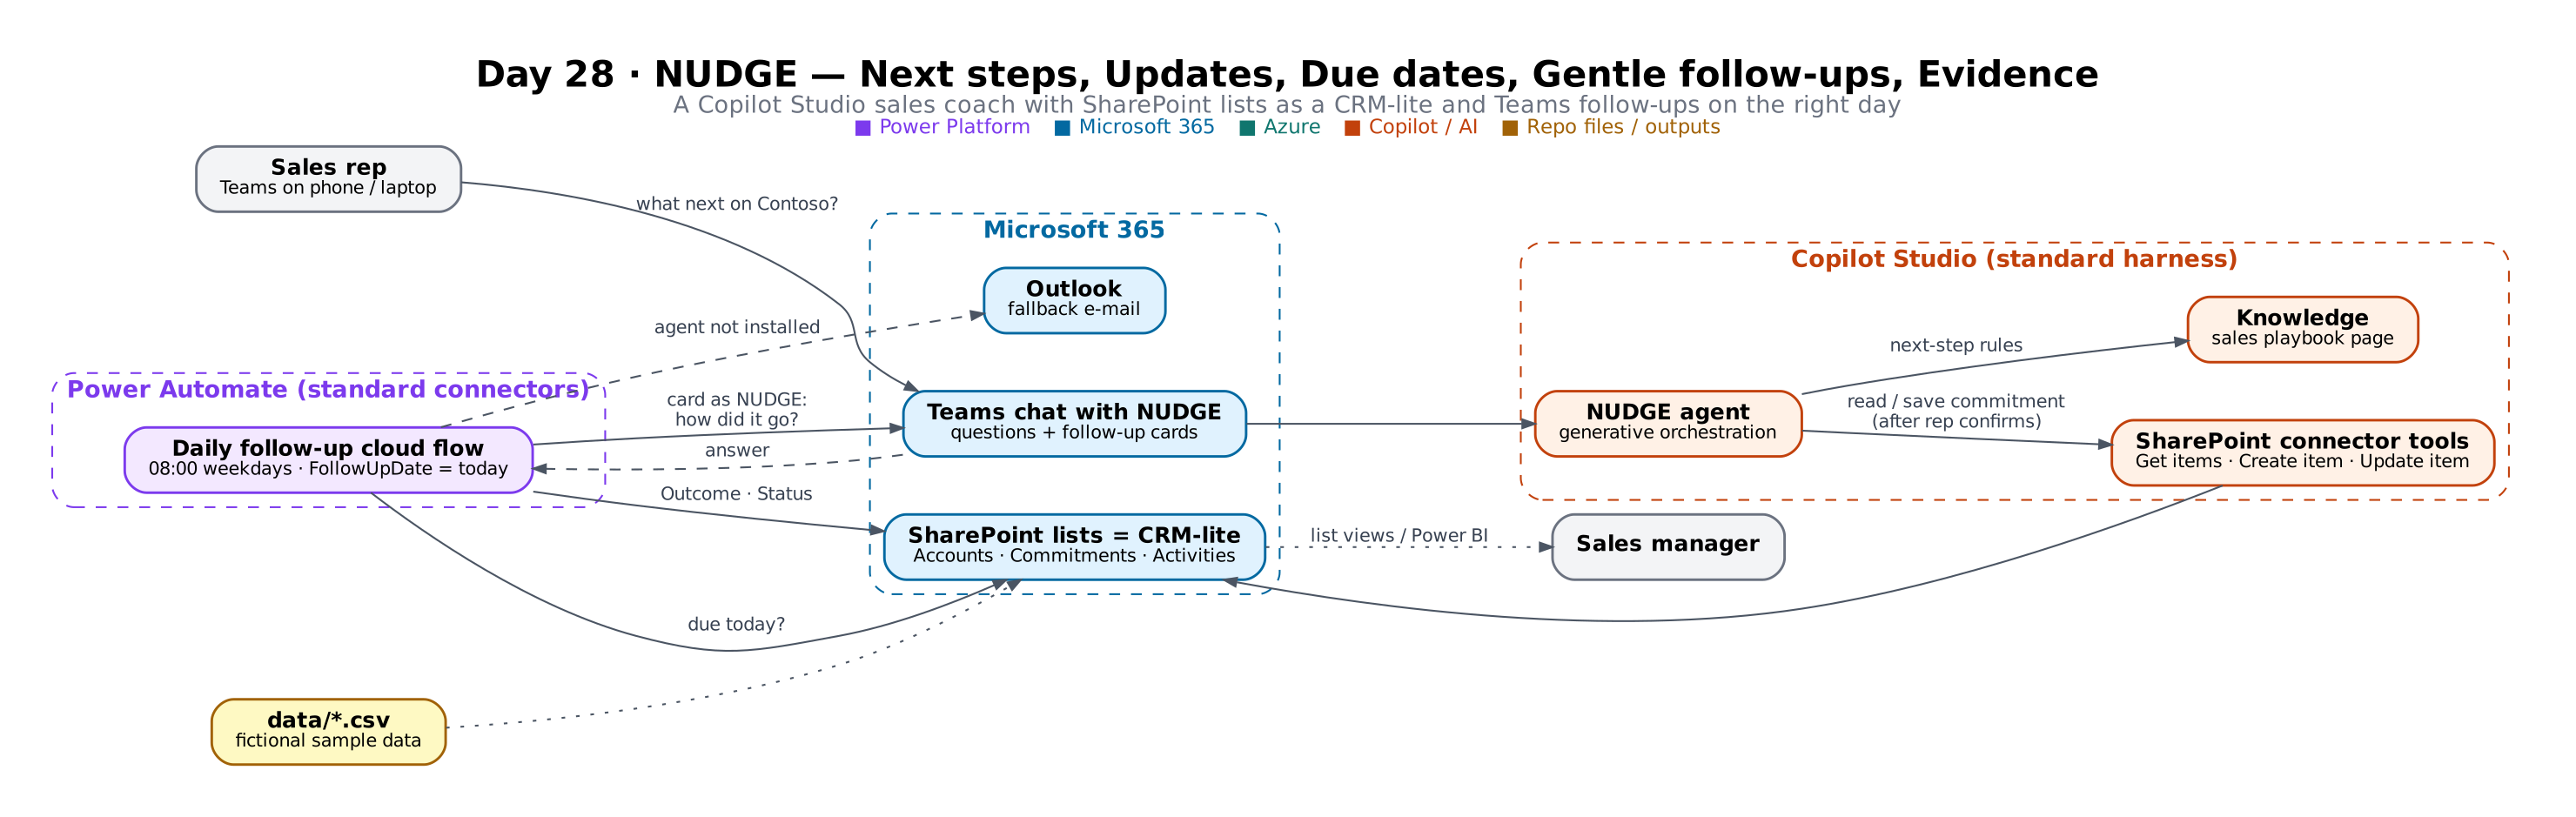 Day 28 · NUDGE — Next steps, Updates, Due dates, Gentle follow-ups, Evidence
A Copilot Studio sales coach with SharePoint lists as a CRM-lite and Teams follow-ups on the right day
Power Platform Microsoft 365 Azure Copilot / AI Repo files / outputs
Sales rep
Teams on phone / laptop
what next on Contoso?
Microsoft 365
Outlook
fallback e-mail
agent not installed
Power Automate (standard connectors)
Daily follow-up cloud flow
08:00 weekdays · FollowUpDate = today
card as NUDGE:
how did it go?
answer
Outcome · Status
Teams chat with NUDGE
questions + follow-up cards
SharePoint lists = CRM-lite
Accounts · Commitments · Activities
due today?
data/*.csv
fictional sample data
Copilot Studio (standard harness)
NUDGE agent
generative orchestration
next-step rules
Knowledge
sales playbook page
read / save commitment
(after rep confirms)
SharePoint connector tools
Get items · Create item · Update item
list views / Power BI
Sales manager